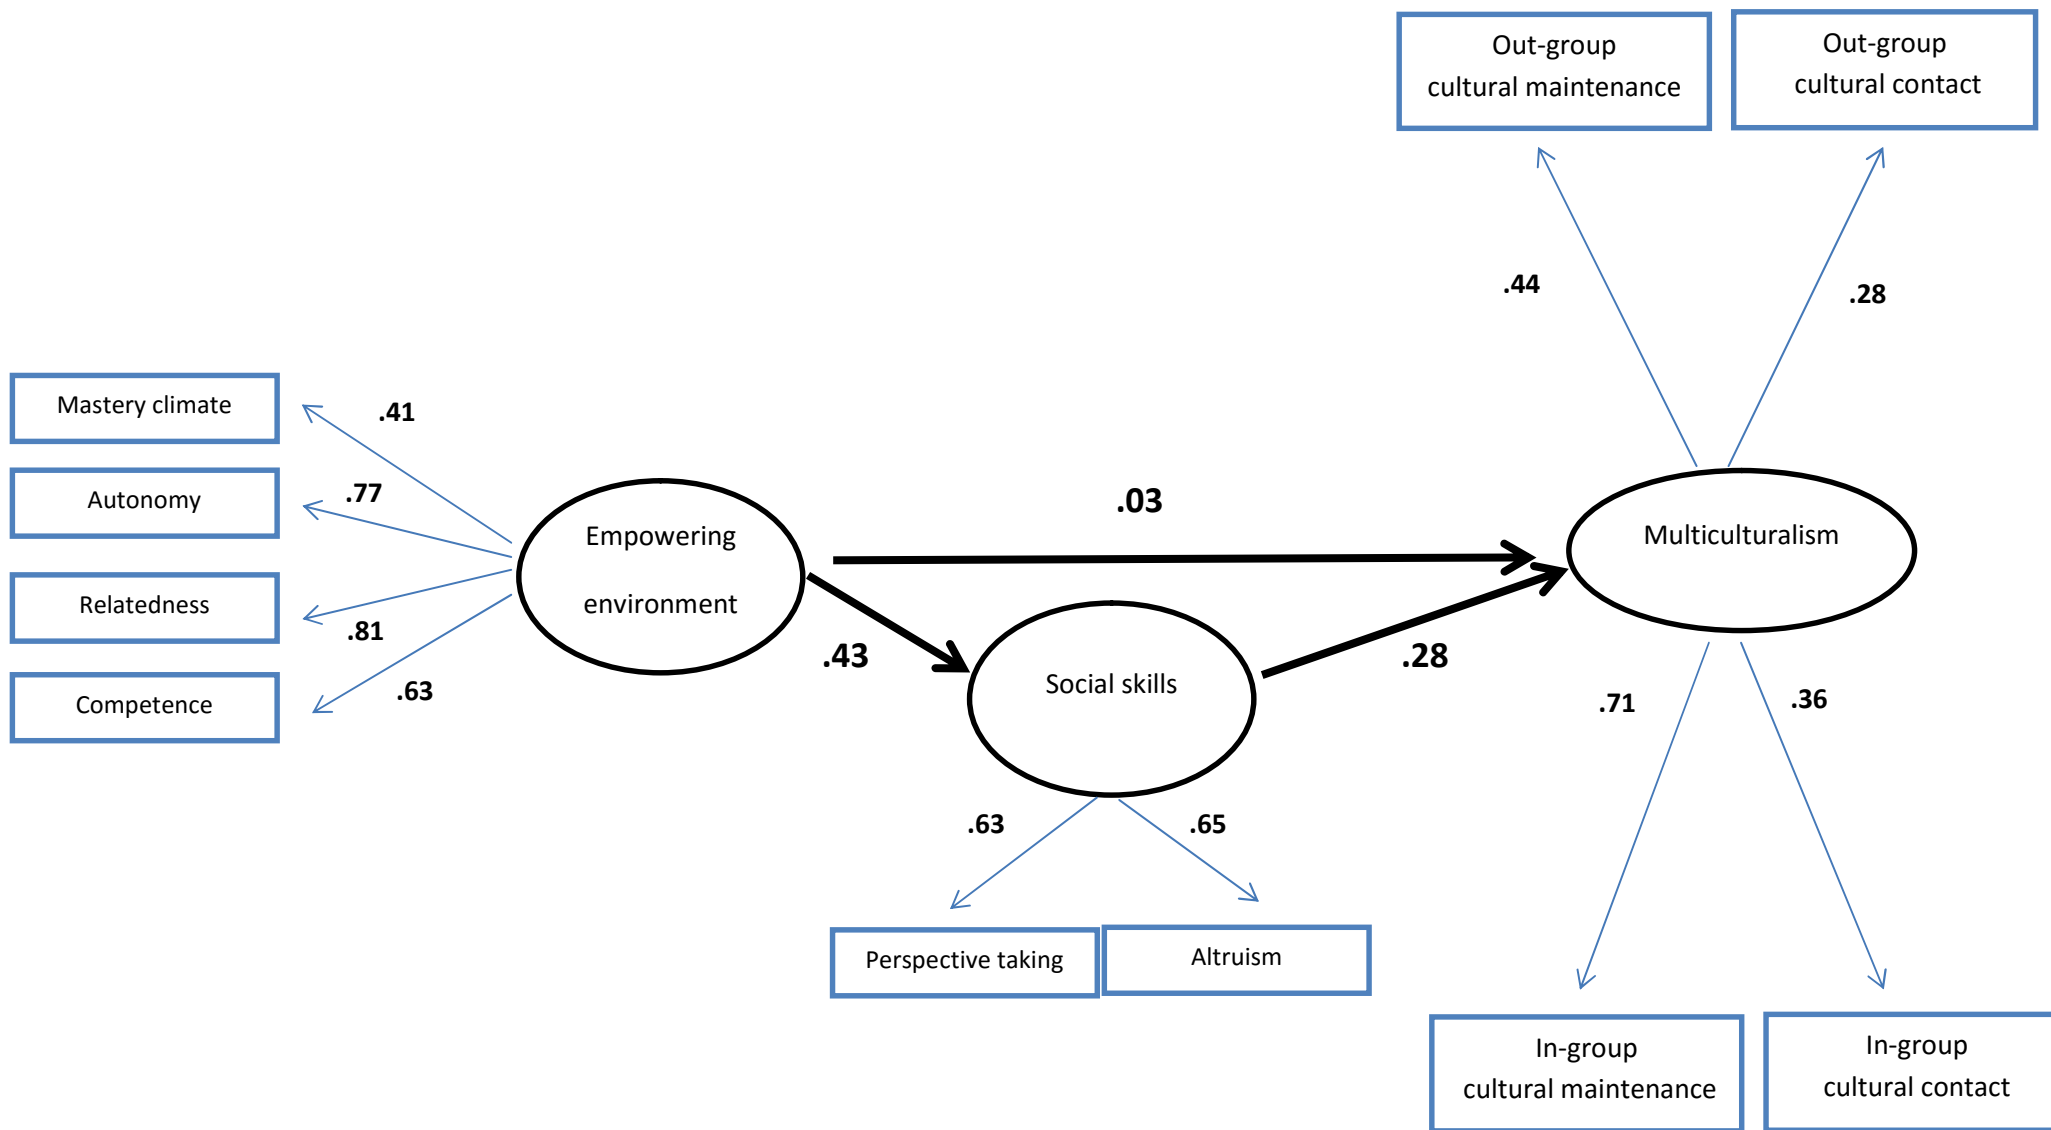 Out-group
cultural maintenance
Out-group
cultural contact
.44
.28
Mastery climate
.41
Autonomy
.77
Relatedness
.81
Competence
.63
Empowering
environment
.03
.43
Social skills
.28
Multiculturalism
.63
.65
Perspective taking
Altruism
.71
.36
In-group
cultural maintenance
In-group
cultural contact